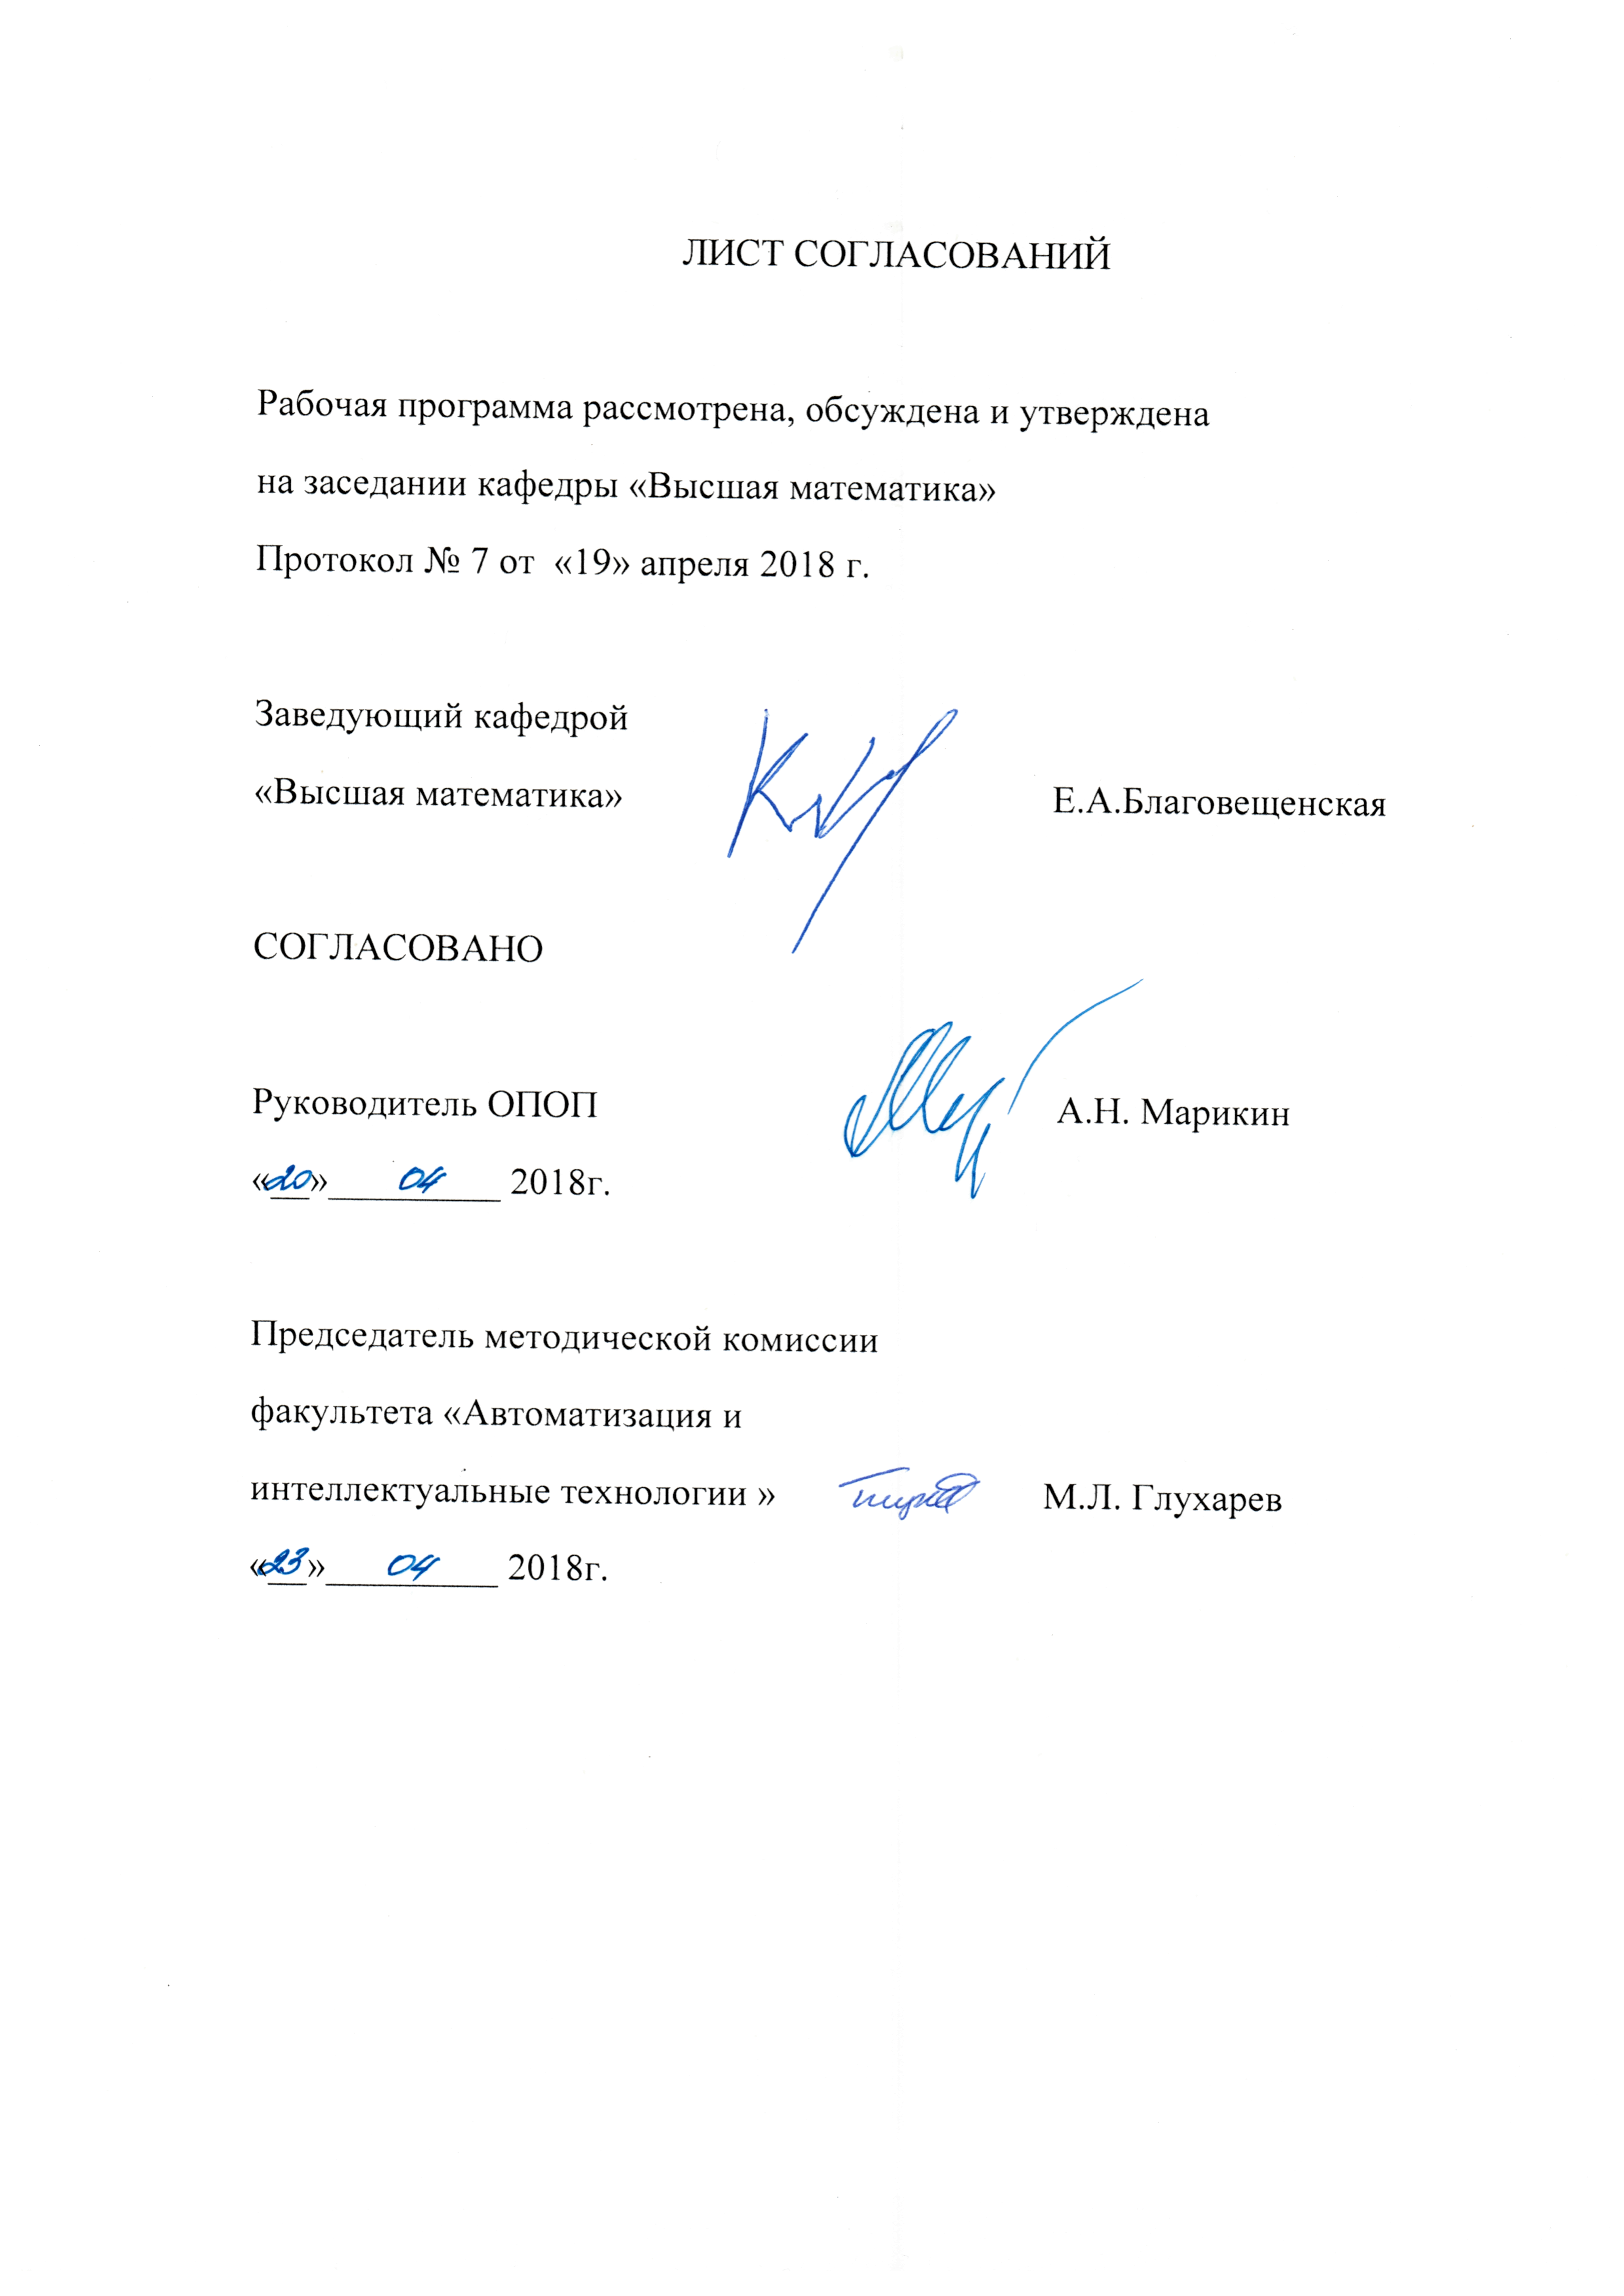 ЛИСТ СОГЛАСОВАНИЙ
Рабочая программа рассмотрена, обсуждена и утверждена
на заседании кафедры «Высшая математика»
Протокол № 7 от «19» апреля 2018 г.
Заведующий кафедрой
«Высшая математика» Е.А.Благовещенская
СОГЛАСОВАНО
Руководитель ОПОП А.Н. Марикин
«20» 04 2018г.
Председатель методической комиссии
факультета «Автоматизация и
интеллектуальные технологии » М.Л. Глухарев
«23» 04 2018г.